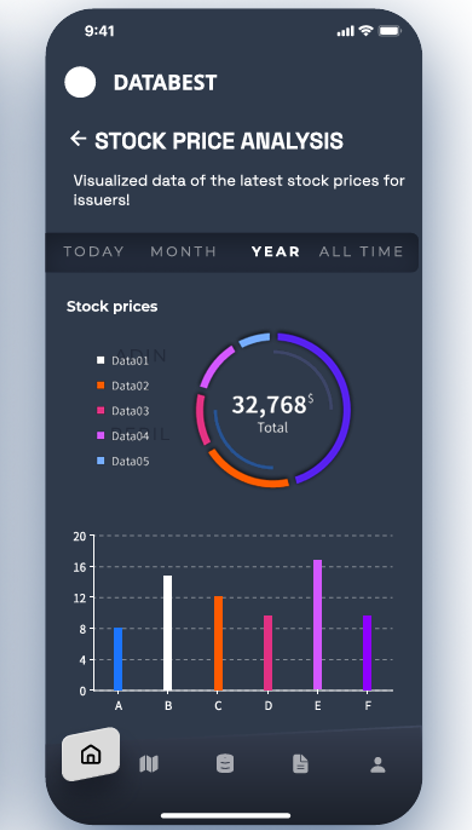 9:41
DATABEST
STOCK PRICE ANALYSIS
Visualized data of the latest stock prices for
issuers!
TODAY MONTH YEAR ALL TIME
Stock prices
Data01
Data02
Data03
Data04
Data05
32,768$
Total
20
16
12
8
4
0
A B C D E F